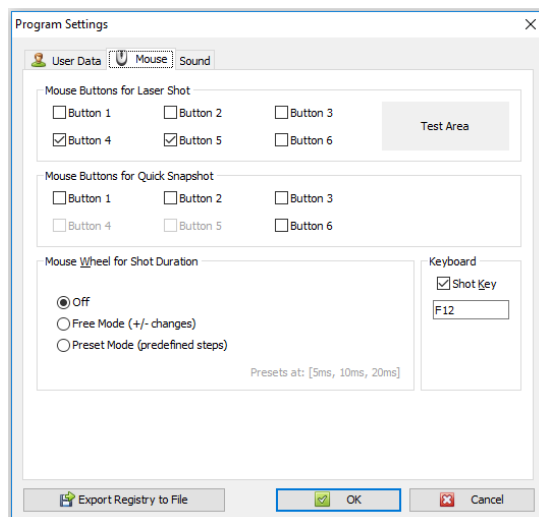 Program Settings
User Data Mouse Sound
Mouse Buttons for Laser Shot
Button 1 Button 2 Button 3
Button 4 Button 5 Button 6
Test Area
Mouse Buttons for Quick Snapshot
Button 1 Button 2 Button 3
Button 4 Button 5 Button 6
Mouse Wheel for Shot Duration
Off
Free Mode (+/- changes)
Preset Mode (predefined steps)
Presets at: [5ms, 10ms, 20ms]
Keyboard
Shot Key
F12
Export Registry to File OK Cancel